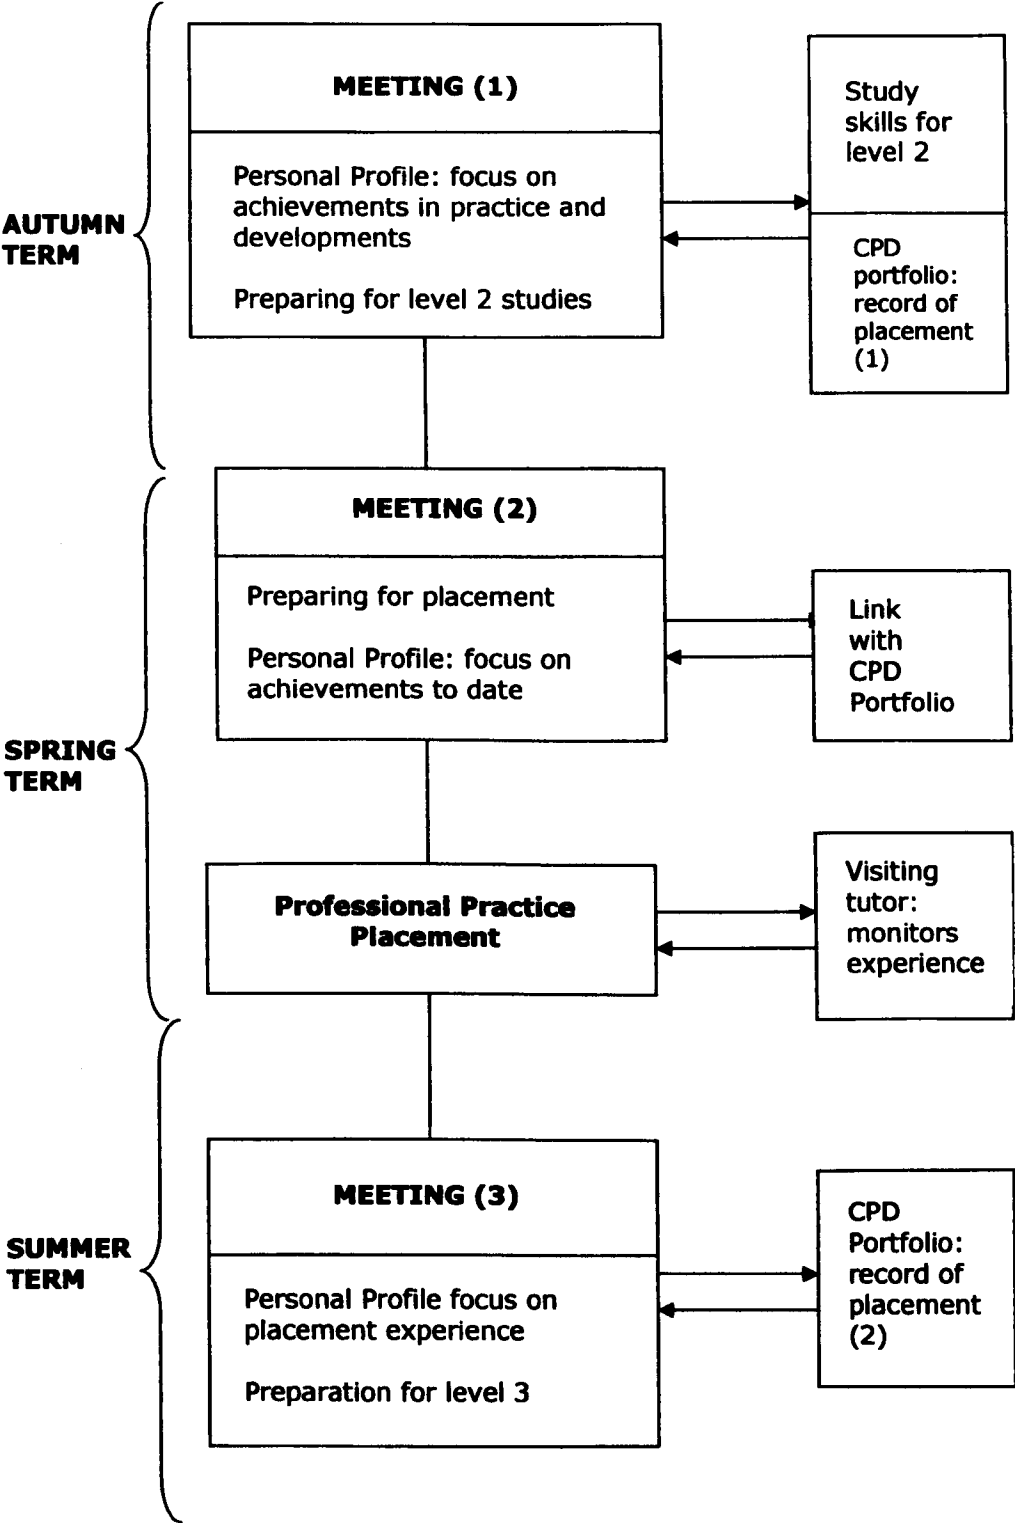 MEETING (1)
Personal Profile: focus on
achievements in practice and
developments
Preparing for level 2 studies
Study
skills for
level 2
CPD
portfolio:
record of
placement
(1)
AUTUMN
TERM
MEETING (2)
Preparing for placement
Personal Profile: focus on
achievements to date
Link
with
CPD
Portfolio
SPRING
TERM
Professional Practice
Placement
Visiting
tutor:
monitors
experience
MEETING (3)
Personal Profile focus on
placement experience
Preparation for level 3
CPD
Portfolio:
record of
placement
(2)
SUMMER
TERM